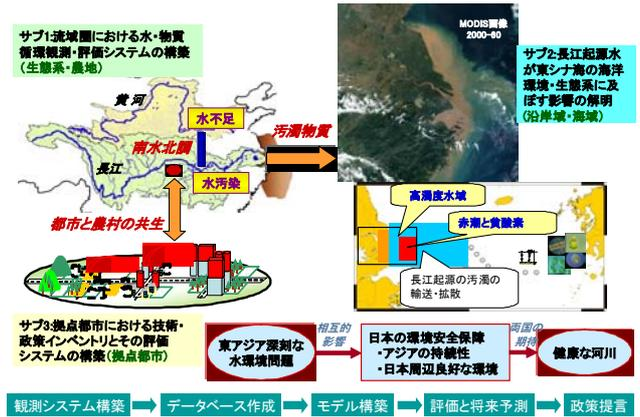 サブ1:流域圏における水・物質
循環観測・評価システムの構築
（生態系・農地）
MODIS画像
2000-60
サブ2:長江起源水
が東シナ海の海洋
環境・生態系に及
ぼす影響の解明
（沿岸域・海域）
黄河
水不足
汚濁物質
南水北調
長江
水汚染
高濁度水域
赤潮と貧酸素
都市と農村の共生
長江起源の汚濁の
輸送・拡散
サブ3:拠点都市における技術・
政策インベントリとその評価
システムの構築（拠点都市）
東アジア深刻な
水環境問題
相互的
影響
日本の環境安全保障
・アジアの持続性
・日本周辺良好な環境
両国の
期待
健康な河川
観測システム構築
データベース作成
モデル構築
評価と将来予測
政策提言